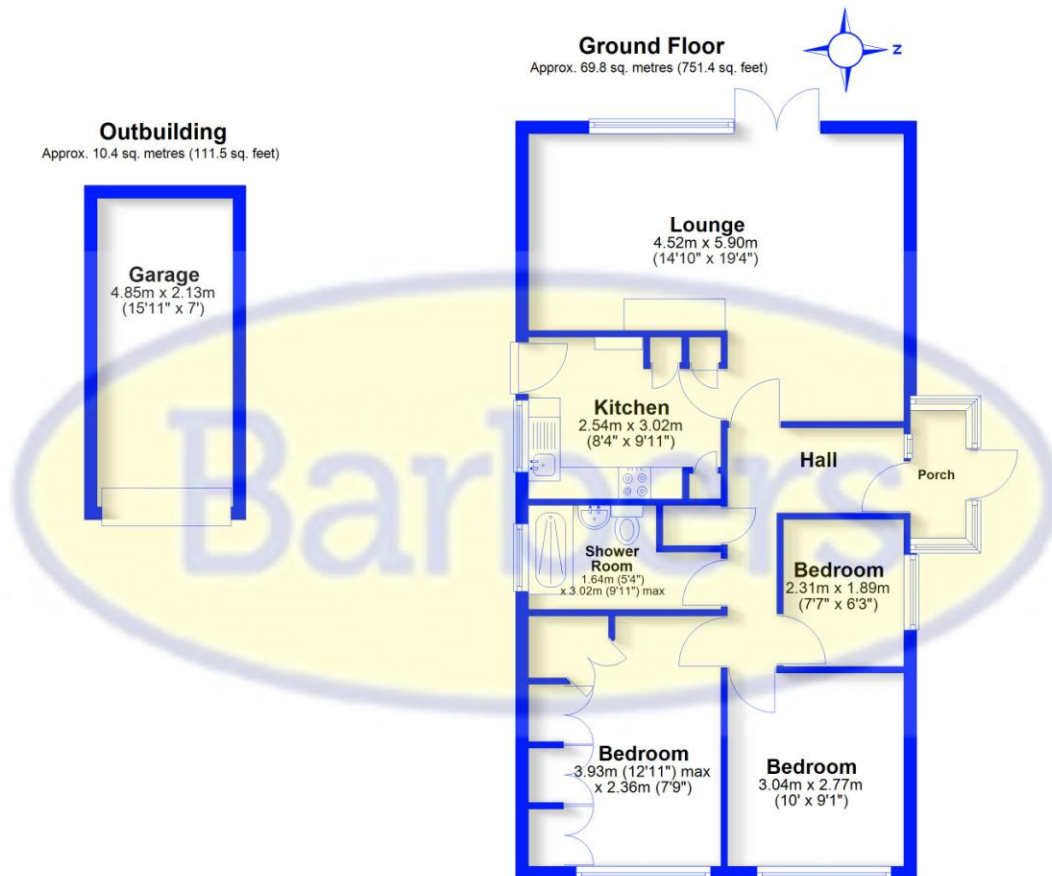 Ground Floor
Approx. 69.8 sq. metres (751.4 sq. feet)
Z
Outbuilding
Approx. 10.4 sq. metres (111.5 sq. feet)
Garage
4.85m x 2.13m
(15'11" x 7')
Lounge
4.52m x 5.90m
(14'10" x 19'4")
Kitchen
2.54m x 3.02m
(8'4" x 9'11")
Hall
Porch
Shower
Room
1.64m (5'4")
x 3.02m (9'11") max
Bedroom
2.31m x 1.89m
(7'7" x 6'3")
Bedroom
3.93m (12'11") max
x 2.36m (7'9")
Bedroom
3.04m x 2.77m
(10' x 9'1")
Barbers